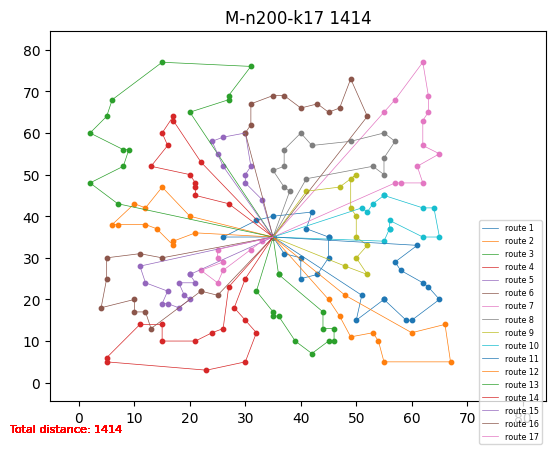 M-n200-k17 1414
80
70
60
50
40
30
20
10
0
0 10 20 30 40 50 60 70 80
route 1
route 2
route 3
route 4
route 5
route 6
route 7
route 8
route 9
route 10
route 11
route 12
route 13
route 14
route 15
route 16
route 17
Total distance: 1414